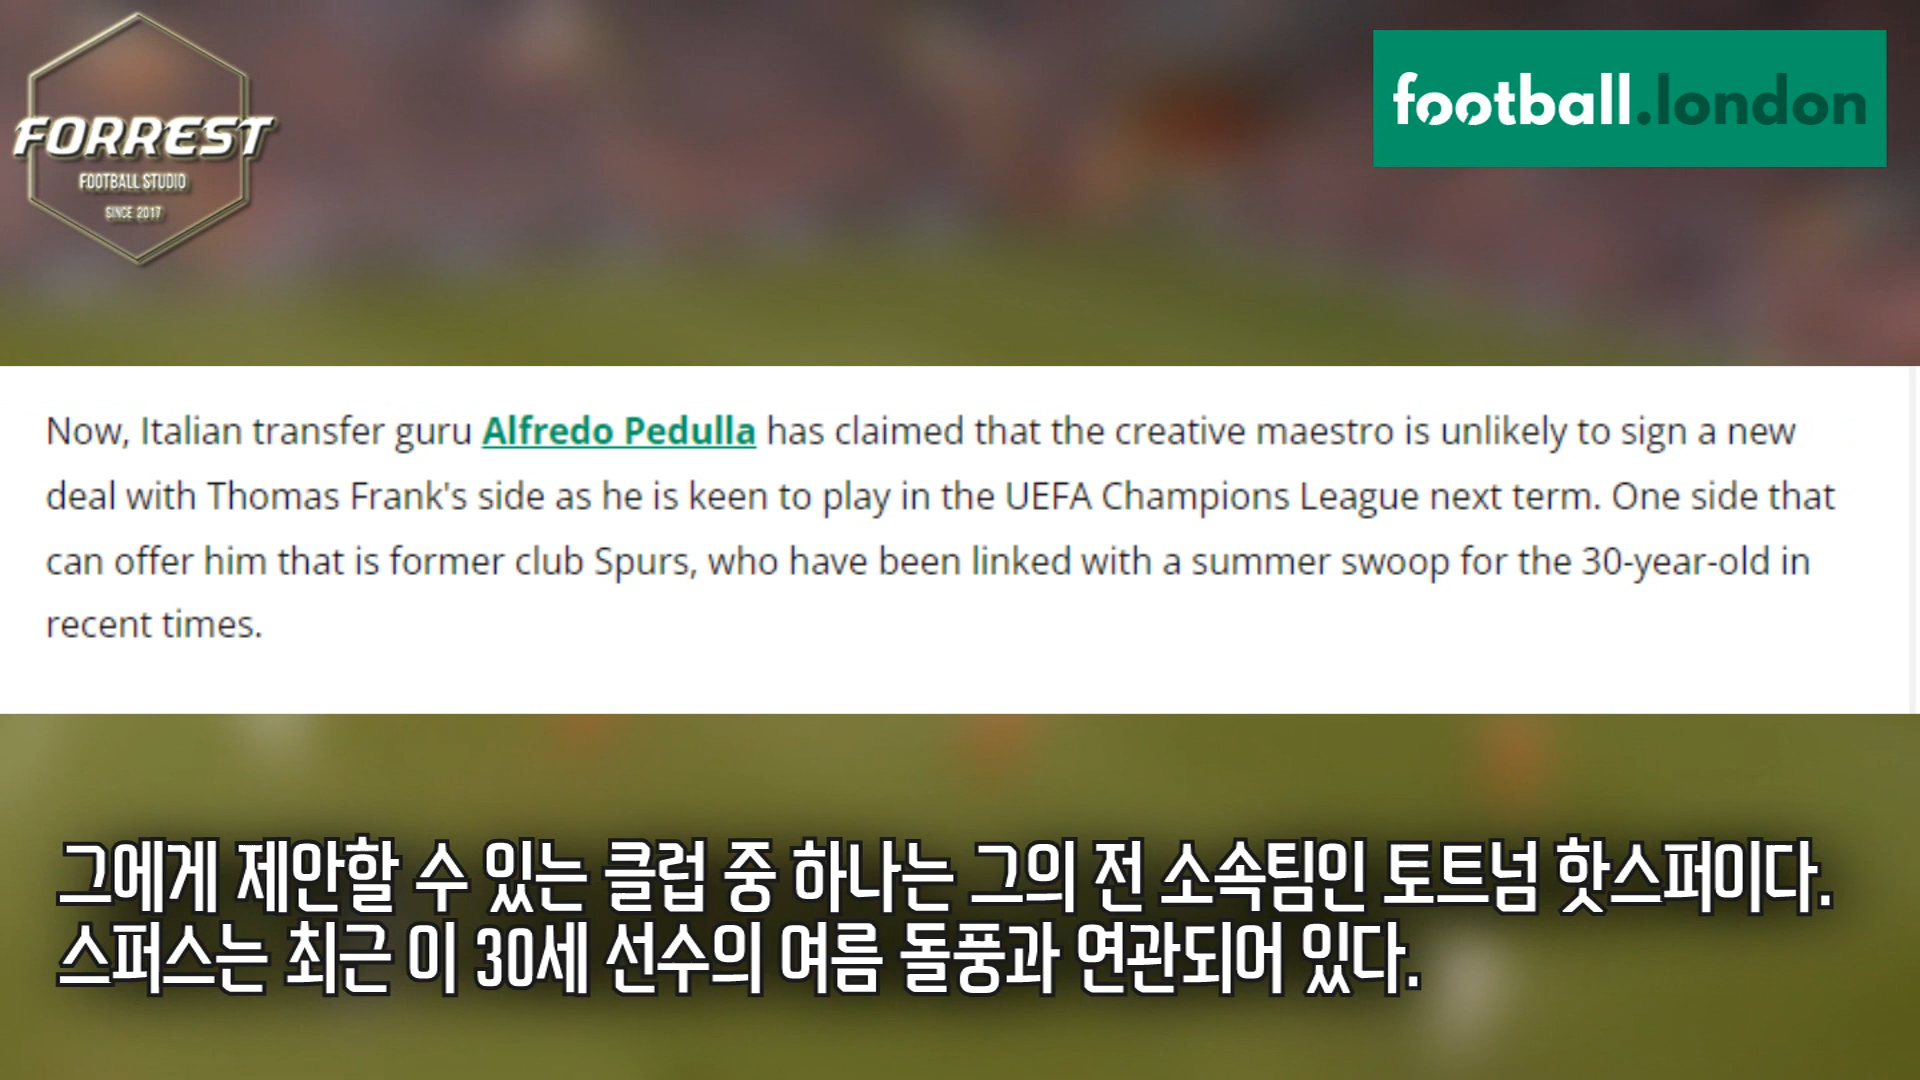 FORREST
FOOTBALL STUDIO
SINCE 2017
football.london
Now, Italian transfer guru Alfredo Pedulla has claimed that the creative maestro is unlikely to sign a new
deal with Thomas Frank's side as he is keen to play in the UEFA Champions League next term. One side that
can offer him that is former club Spurs, who have been linked with a summer swoop for the 30-year-old in
recent times.
그에게 제안할 수 있는 클럽 중 하나는 그의 전 소속팀인 토트넘 핫스퍼이다.
스퍼스는 최근 이 30세 선수의 여름 돌풍과 연관되어 있다.